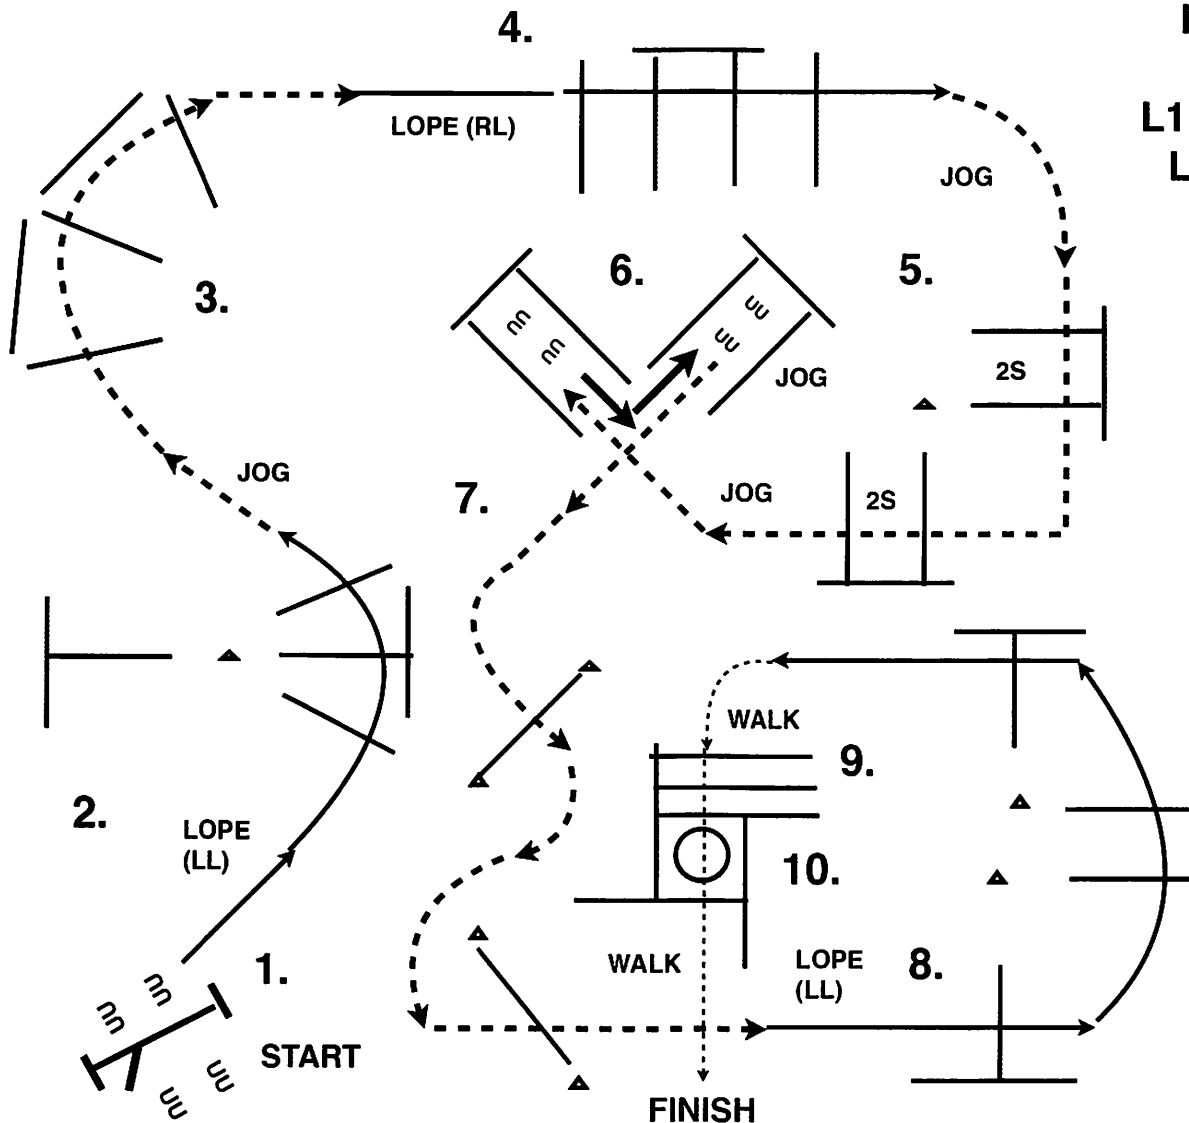 4.
L1
LOPE (RL)
JOG
6.
5.
3.
2S
JOG
JOG
7.
JOG
2S
WALK
9.
2.
LOPE
(LL)
10.
1.
WALK
LOPE
(LL)
8.
START
FINISH